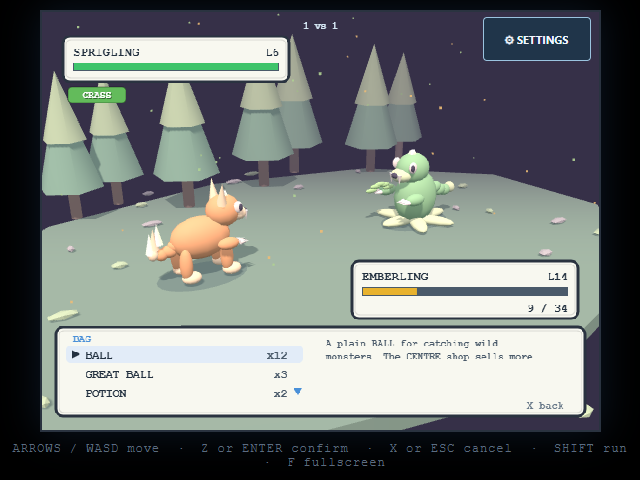 1 vs 1
⚙ SETTINGS
SPRIGLING L6
GRASS
EMBERLING L14
9 / 34
BAG
▶ BALL x12
GREAT BALL x3
POTION x2 ▼
A plain BALL for catching wild
monsters. The CENTRE shop sells more
X back
ARROWS / WASD move · Z or ENTER confirm · X or ESC cancel · SHIFT run
· F fullscreen